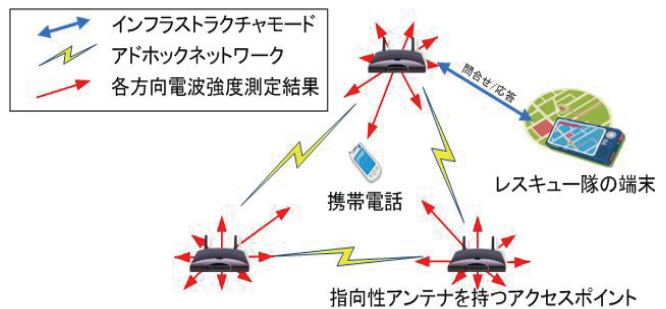 インフラストラクチャモード
アドホックネットワーク
各方向電波強度測定結果
問合せ/応答
レスキュー隊の端末
携帯電話
指向性アンテナを持つアクセスポイント